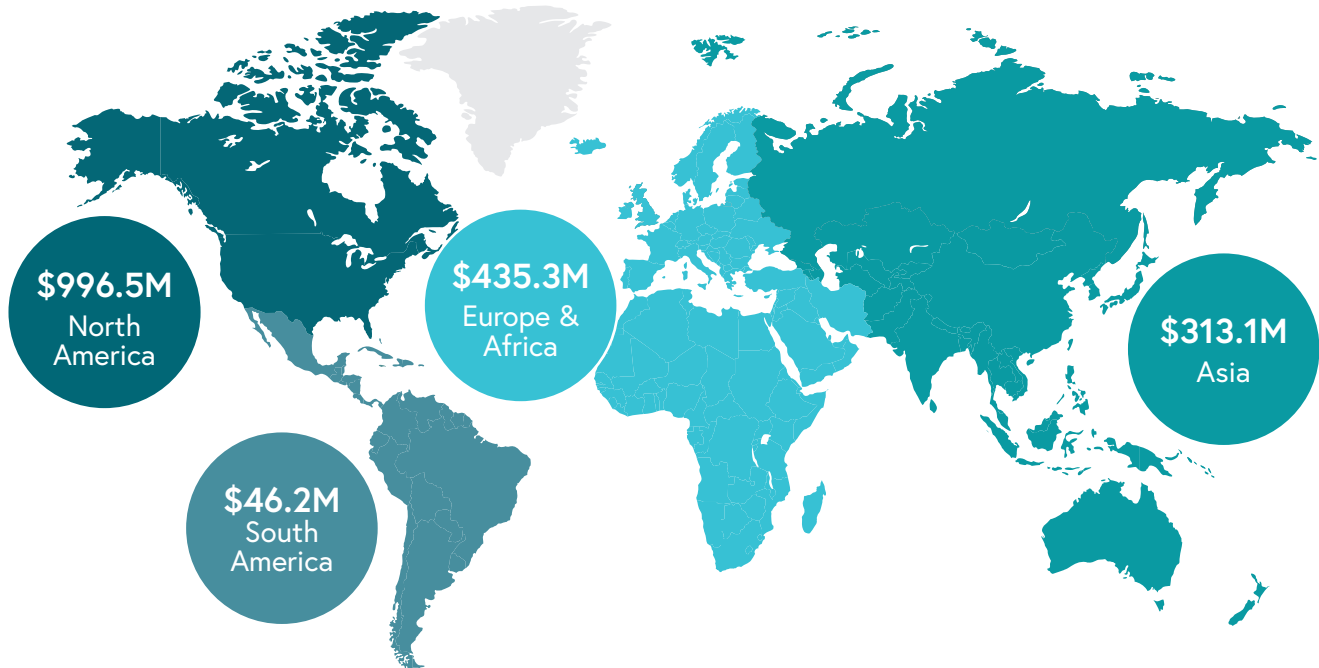 $996.5M
North
America
$435.3M
Europe &
Africa
$313.1M
Asia
$46.2M
South
America